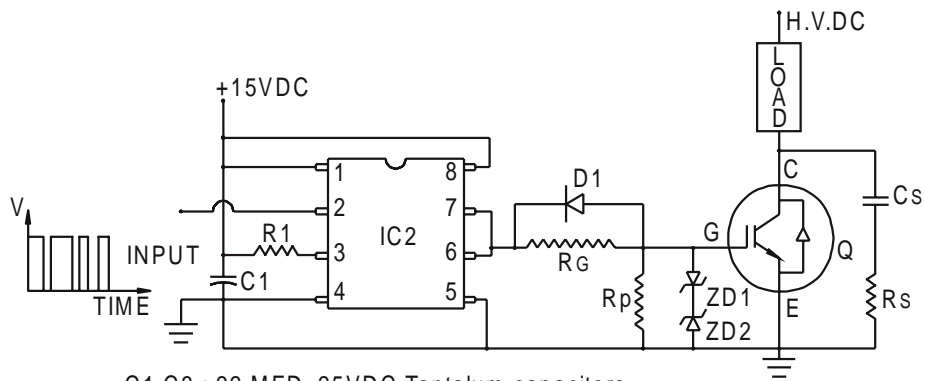 H.V.DC
LOAD
+15VDC
C
Cs
D1
1
8
V
2
7
IC2
G
Q
INPUT
R1
3
6
RG
C1
Rp
ZD1
E
Rs
TIME
4
5
ZD2